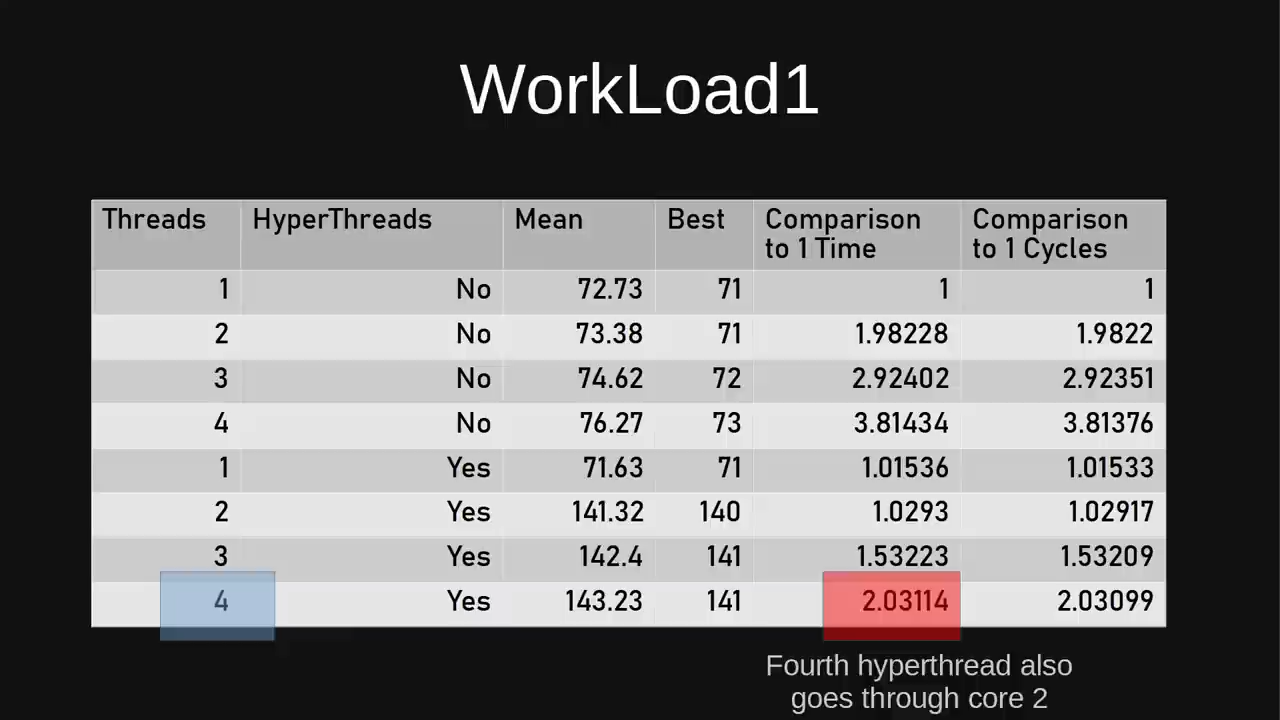 WorkLoad1
Threads HyperThreads Mean Best Comparison to 1 Time Comparison to 1 Cycles
1 No 72.73 71 1 1
2 No 73.38 71 1.98228 1.9822
3 No 74.62 72 2.92402 2.92351
4 No 76.27 73 3.81434 3.81376
1 Yes 71.63 71 1.01536 1.01533
2 Yes 141.32 140 1.0293 1.02917
3 Yes 142.4 141 1.53223 1.53209
4 Yes 143.23 141 2.03114 2.03099
Fourth hyperthread also
goes through core 2